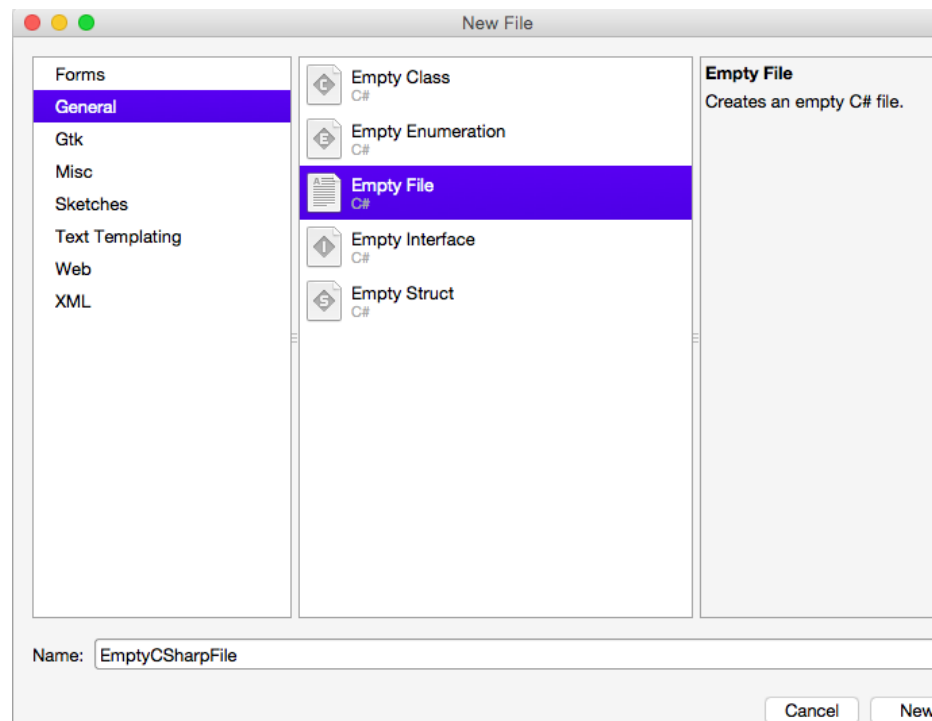 New File
Forms
General
Gtk
Misc
Sketches
Text Templating
Web
XML
Empty Class
C#
Empty Enumeration
C#
Empty File
C#
Empty Interface
C#
Empty Struct
C#
Empty File
Creates an empty C# file.
Name: EmptyCSharpFile
Cancel New